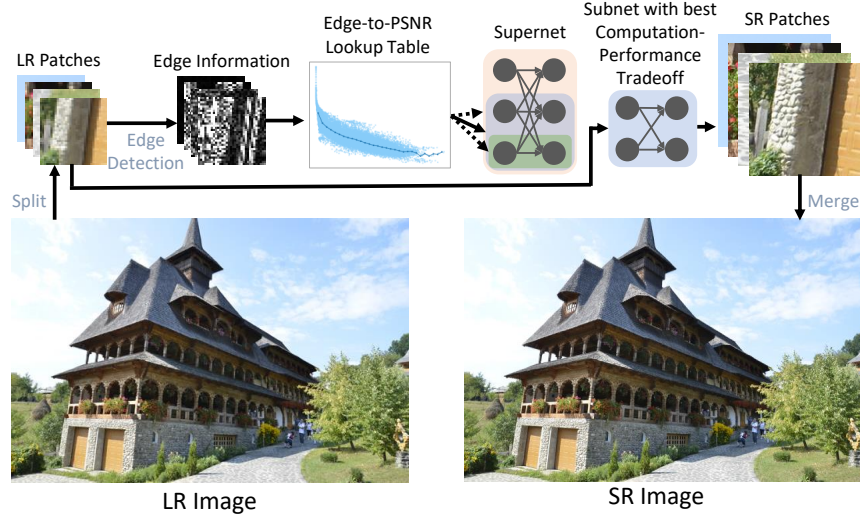 LR Patches
Edge Information
Edge-to-PSNR
Lookup Table
Supernet
Subnet with best
Computation-
Performance
Tradeoff
SR Patches
Edge
Detection
Split
Merge
LR Image
SR Image